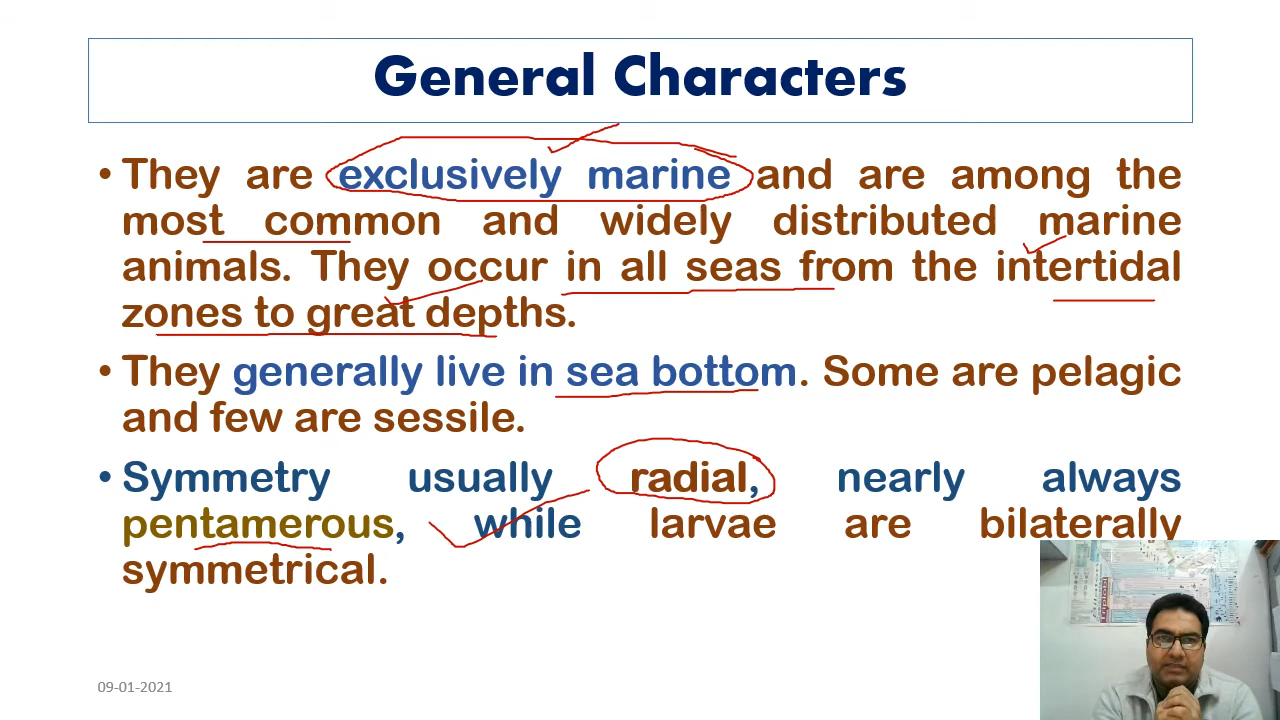 General Characters
• They are exclusively marine and are among the
most common and widely distributed marine
animals. They occur in all seas from the intertidal
zones to great depths.
• They generally live in sea bottom. Some are pelagic
and few are sessile.
• Symmetry usually radial, nearly always
pentamerous, while larvae are bilaterally
symmetrical.
09-01-2021